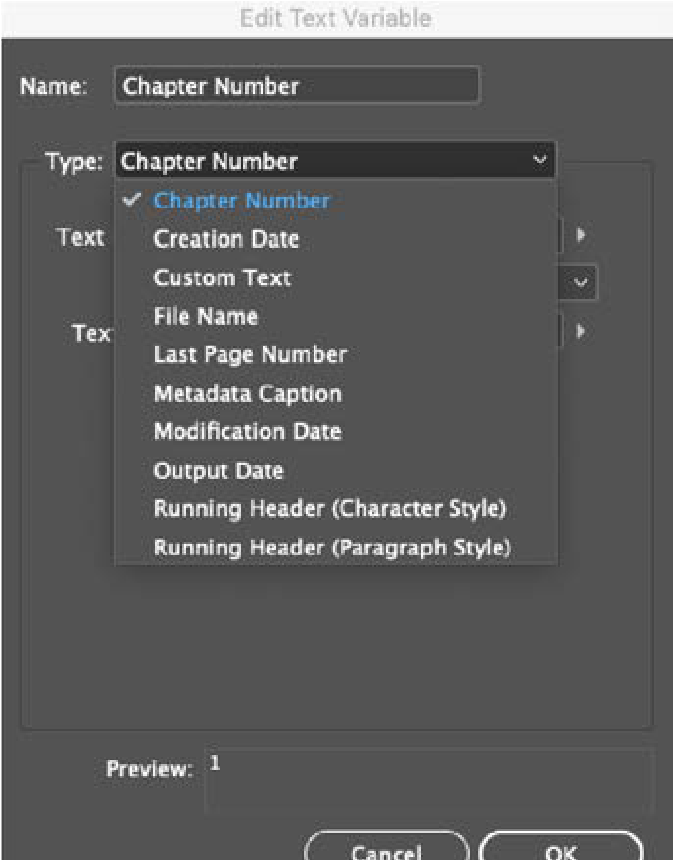 Edit Text Variable
Name: Chapter Number
Type: Chapter Number
Chapter Number
Text
Creation Date
Custom Text
File Name
Tex
Last Page Number
Metadata Caption
Modification Date
Output Date
Running Header (Character Style)
Running Header (Paragraph Style)
Preview: 1
Cancel OK